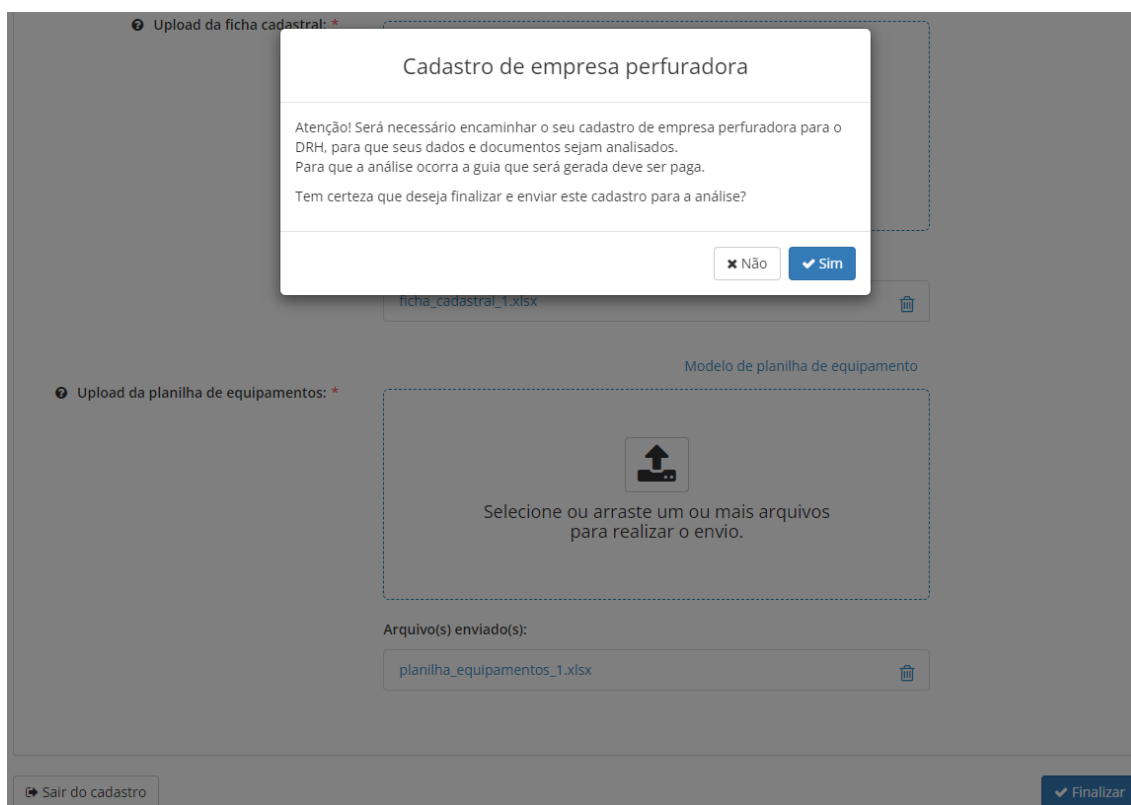 Upload da ficha cadastral: *
Cadastro de empresa perfuradora
Atenção! Será necessário encaminhar o seu cadastro de empresa perfuradora para o
DRH, para que seus dados e documentos sejam analisados.
Para que a análise ocorra a guia que será gerada deve ser paga.
Tem certeza que deseja finalizar e enviar este cadastro para a análise?
Não
Sim
ficha_cadastral_1.xlsx
Modelo de planilha de equipamento
Upload da planilha de equipamentos: *
Selecione ou arraste um ou mais arquivos
para realizar o envio.
Arquivo(s) enviado(s):
planilha_equipamentos_1.xlsx
Sair do cadastro
Finalizar